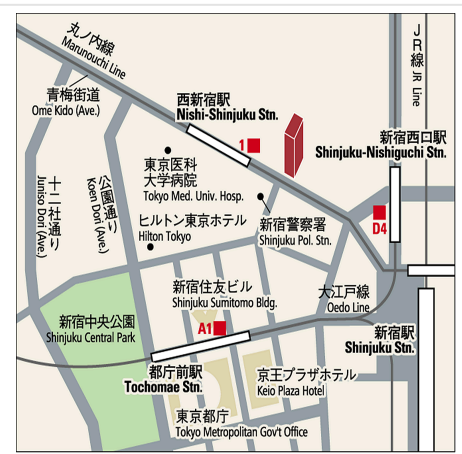 丸ノ内線
Marunouchi Line
JR線 JR Line
青梅街道
Ome Kido (Ave.)
西新宿駅
Nishi-Shinjuku Stn.
1
新宿西口駅
Shinjuku-Nishiguchi Stn.
東京医科
大学病院
Tokyo Med. Univ. Hosp.
十二社通り
Juniso Dori (Ave.)
公園通り
Koen Dori (Ave.)
ヒルトン東京ホテル
Hilton Tokyo
新宿警察署
Shinjuku Pol. Stn.
D4
新宿住友ビル
Shinjuku Sumitomo Bldg.
大江戸線
Oedo Line
新宿中央公園
Shinjuku Central Park
A1
新宿駅
Shinjuku Stn.
都庁前駅
Tochomae Stn.
京王プラザホテル
Keio Plaza Hotel
東京都庁
Tokyo Metropolitan Gov't Office